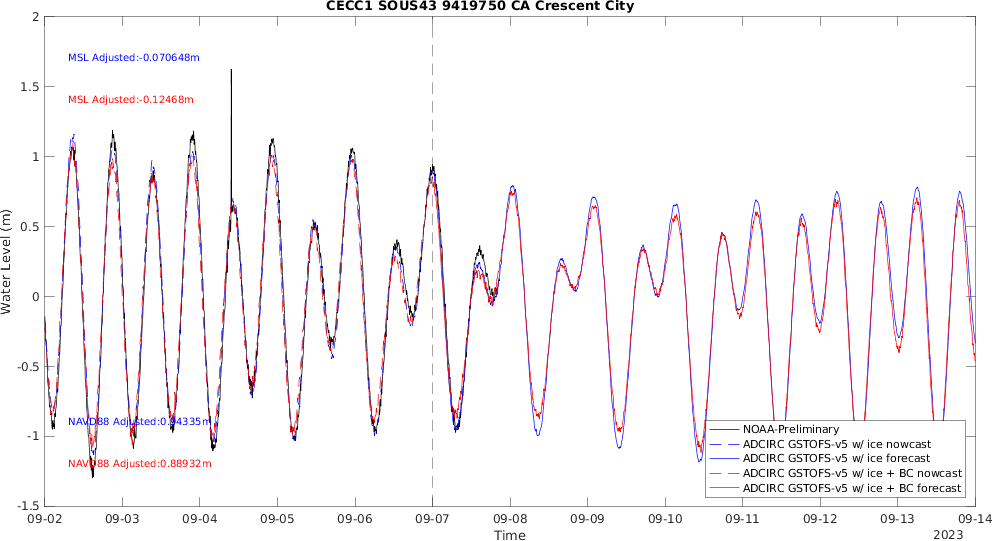 CECC1 SOUS43 9419750 CA Crescent City
Water Level (m)
2
1.5
1
0.5
0
-0.5
-1
-1.5
MSL Adjusted:-0.070648m
MSL Adjusted:-0.12468m
NAVD88 Adjusted:0.94335m
NAVD88 Adjusted:0.88932m
NOAA-Preliminary
ADCIRC GSTOFS-v5 w/ ice nowcast
ADCIRC GSTOFS-v5 w/ ice forecast
ADCIRC GSTOFS-v5 w/ ice + BC nowcast
ADCIRC GSTOFS-v5 w/ ice + BC forecast
09-02 09-03 09-04 09-05 09-06 09-07 09-08 09-09 09-10 09-11 09-12 09-13 09-14
Time
2023